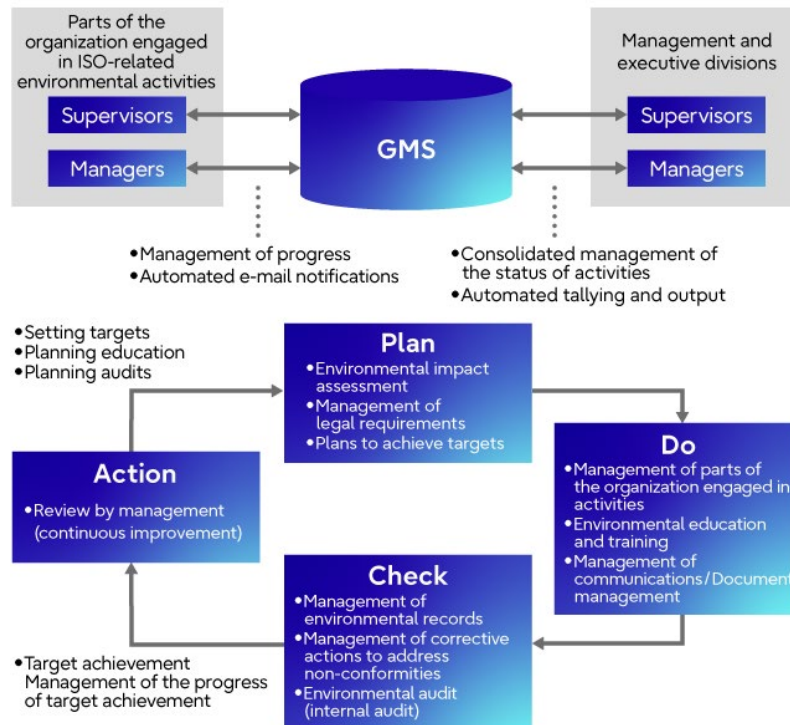 Parts of the
organization engaged
in ISO-related
environmental activities
Supervisors
Managers
GMS
Management and
executive divisions
Supervisors
Managers
•Management of progress
•Automated e-mail notifications
•Consolidated management of
the status of activities
•Automated tallying and output
•Setting targets
•Planning education
•Planning audits
Plan
•Environmental impact
assessment
•Management of
legal requirements
•Plans to achieve targets
Do
•Management of parts of
the organization engaged in
activities
•Environmental education
and training
•Management of
communications/Document
management
Check
•Management of
environmental records
•Management of corrective
actions to address
non-conformities
•Environmental audit
(internal audit)
Action
•Review by management
(continuous improvement)
•Target achievement
Management of the progress
of target achievement